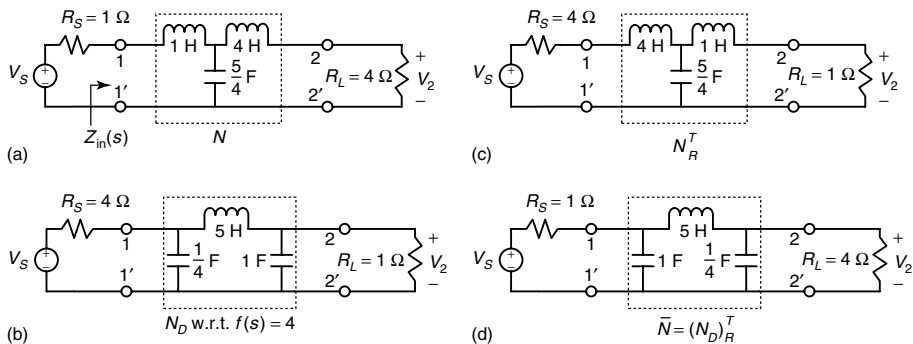 R_S = 1 Ω
1
1 H
4 H
2
5/4 F
V_S
R_L = 4 Ω
+
V_2
−
1′
2′
Z_in(s)
N
(a)
R_S = 4 Ω
1
4 H
1 H
2
5/4 F
V_S
R_L = 1 Ω
+
V_2
−
1′
2′
N_R^T
(c)
R_S = 4 Ω
1
5 H
2
1/4 F
1 F
V_S
R_L = 1 Ω
+
V_2
−
1′
2′
N_D w.r.t. f(s) = 4
(b)
R_S = 1 Ω
1
5 H
2
1 F
1/4 F
V_S
R_L = 4 Ω
+
V_2
−
1′
2′
N̄ = (N_D)_R^T
(d)